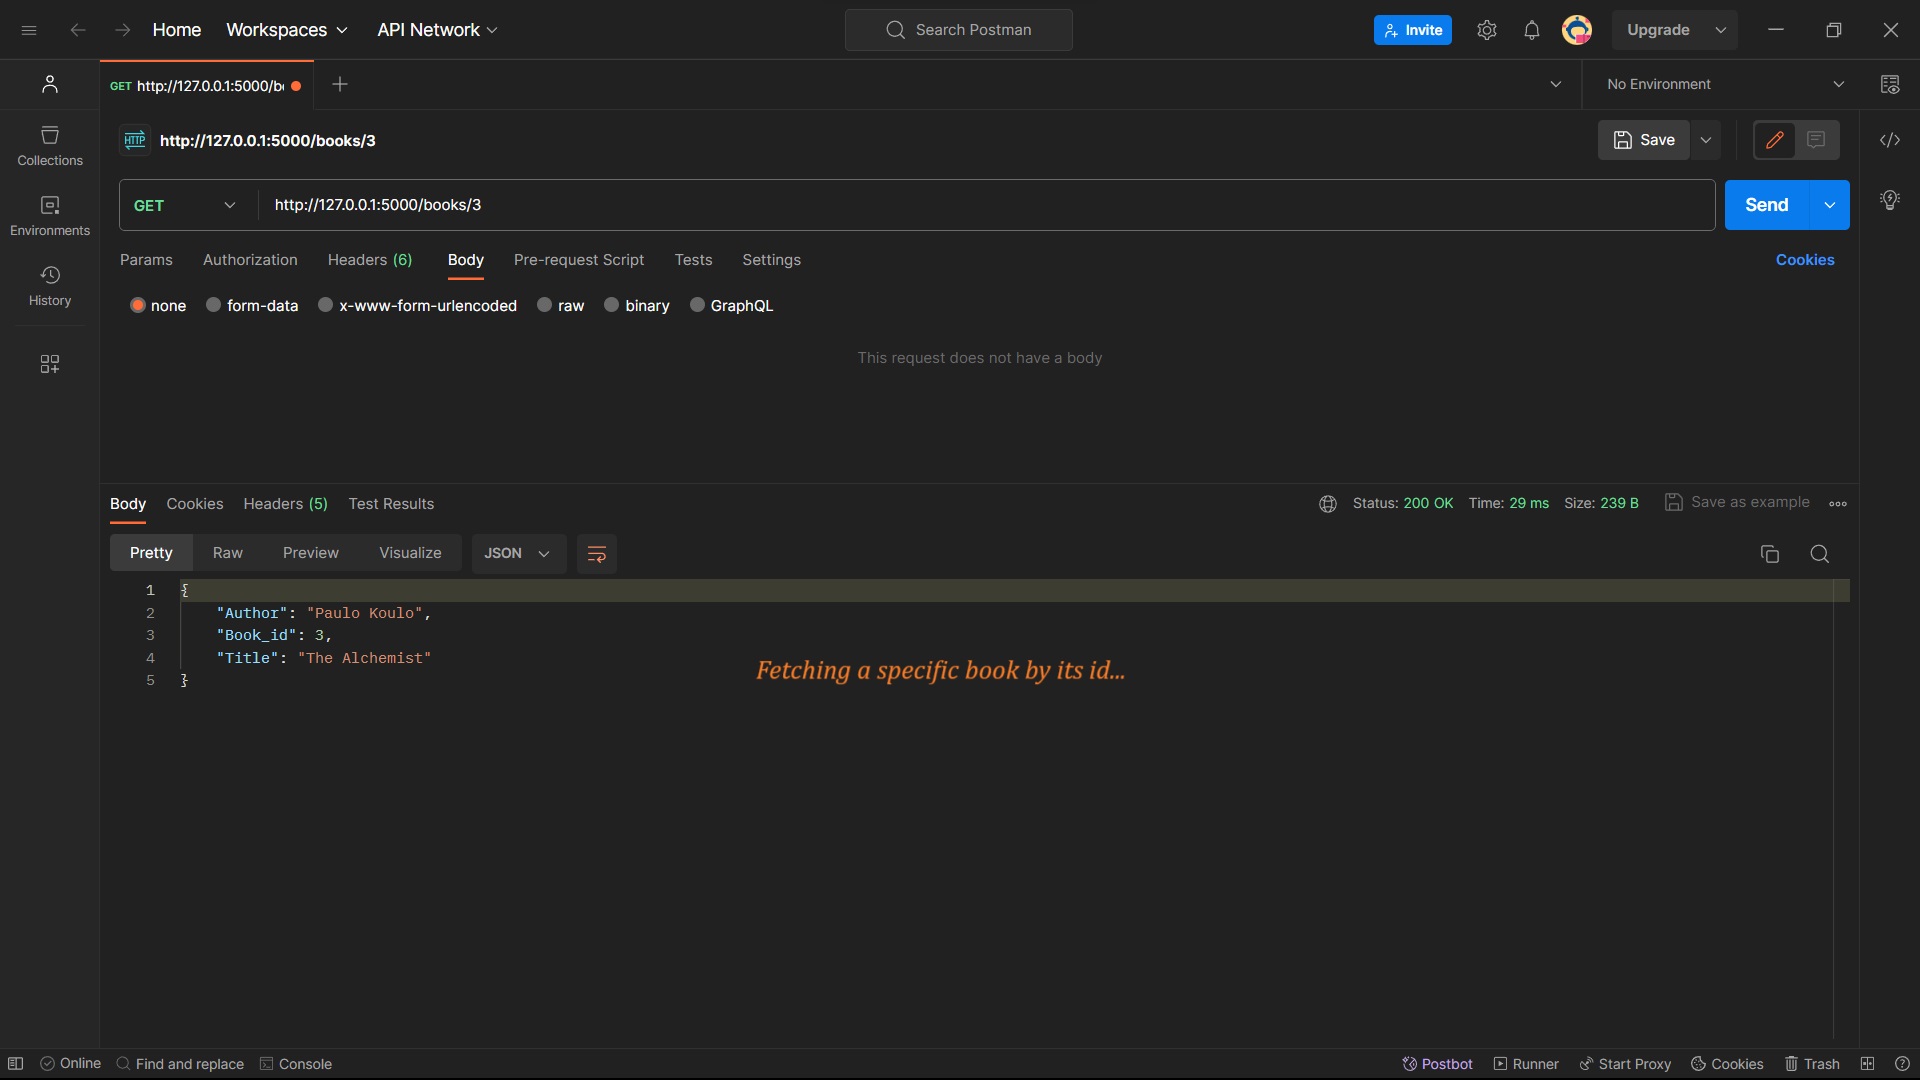 Home Workspaces API Network Search Postman Invite Upgrade
GET http://127.0.0.1:5000/b No Environment
HTTP http://127.0.0.1:5000/books/3 Save
GET http://127.0.0.1:5000/books/3 Send
Params Authorization Headers (6) Body Pre-request Script Tests Settings Cookies
none form-data x-www-form-urlencoded raw binary GraphQL
This request does not have a body
Collections
Environments
History
Body Cookies Headers (5) Test Results Status: 200 OK Time: 29 ms Size: 239 B Save as example
Pretty Raw Preview Visualize JSON
1 {
2 "Author": "Paulo Koulo",
3 "Book_id": 3,
4 "Title": "The Alchemist"
5 }
Fetching a specific book by its id...
Online Find and replace Console Postbot Runner Start Proxy Cookies Trash